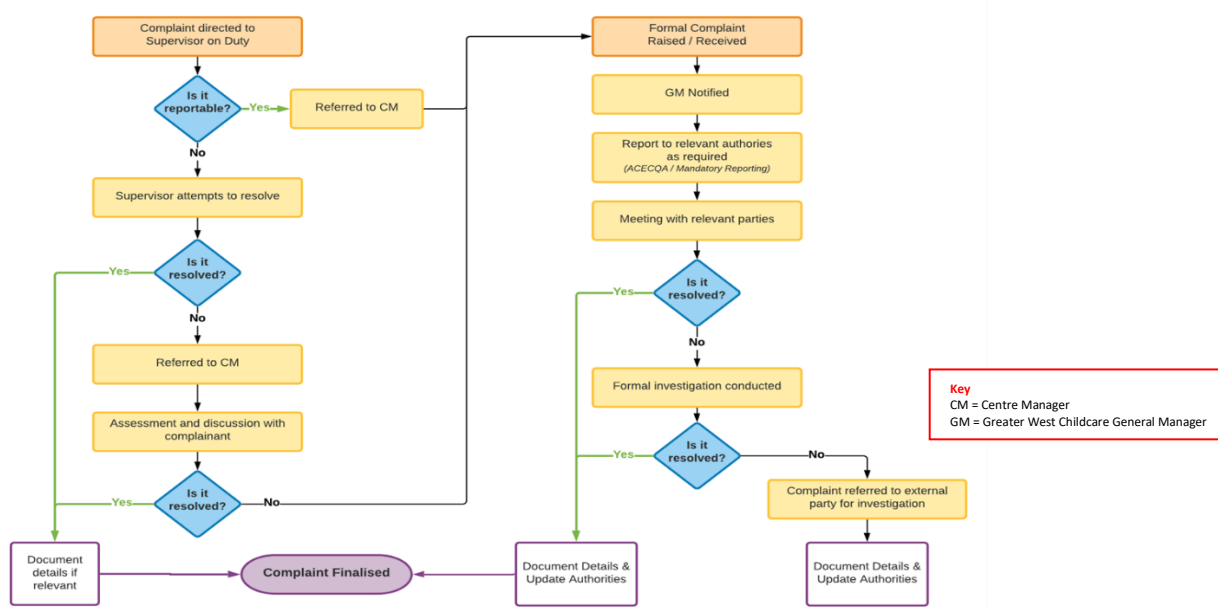 Complaint directed to
Supervisor on Duty
Is it
reportable?
Yes
Referred to CM
No
Supervisor attempts to resolve
Is it
resolved?
Yes
No
Referred to CM
Assessment and discussion with
complainant
Is it
resolved?
Yes
No
Document
details if
relevant
Complaint Finalised
Formal Complaint
Raised / Received
GM Notified
Report to relevant authories
as required
(ACECQA / Mandatory Reporting)
Meeting with relevant parties
Is it
resolved?
Yes
No
Formal investigation conducted
Is it
resolved?
Yes
No
Complaint referred to external
party for investigation
Document Details &
Update Authorities
Document Details &
Update Authorities
Key
CM = Centre Manager
GM = Greater West Childcare General Manager